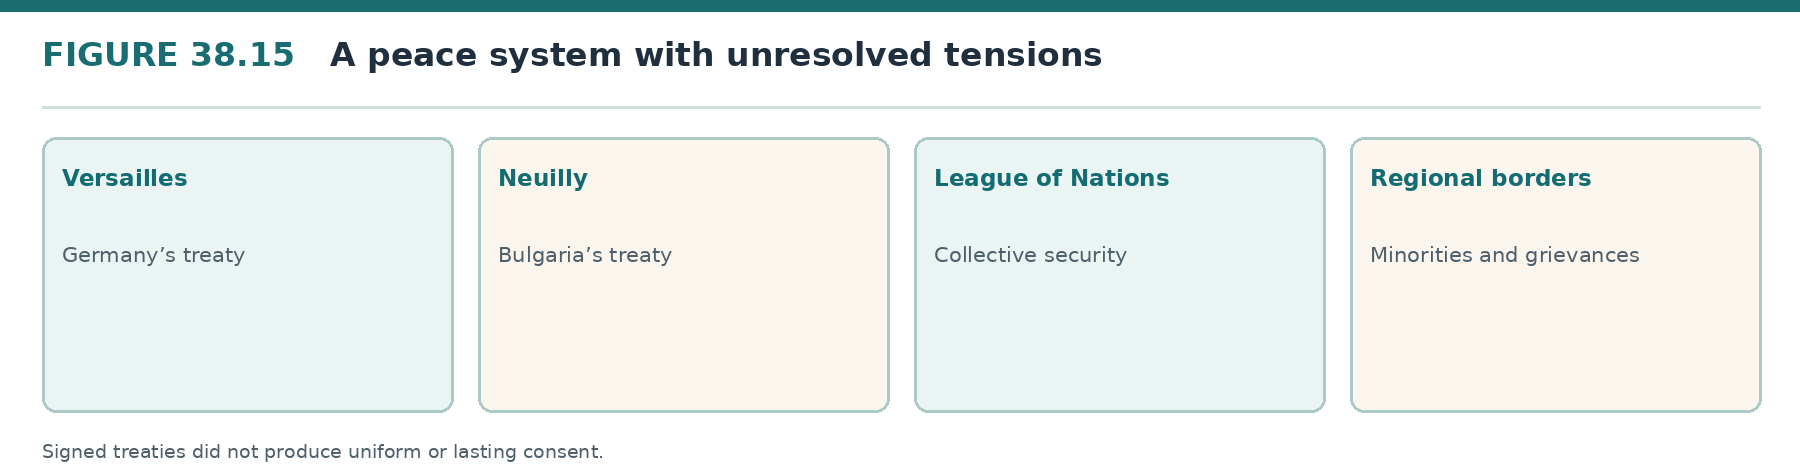 FIGURE 38.15 A peace system with unresolved tensions
Versailles
Germany’s treaty
Neuilly
Bulgaria’s treaty
League of Nations
Collective security
Regional borders
Minorities and grievances
Signed treaties did not produce uniform or lasting consent.